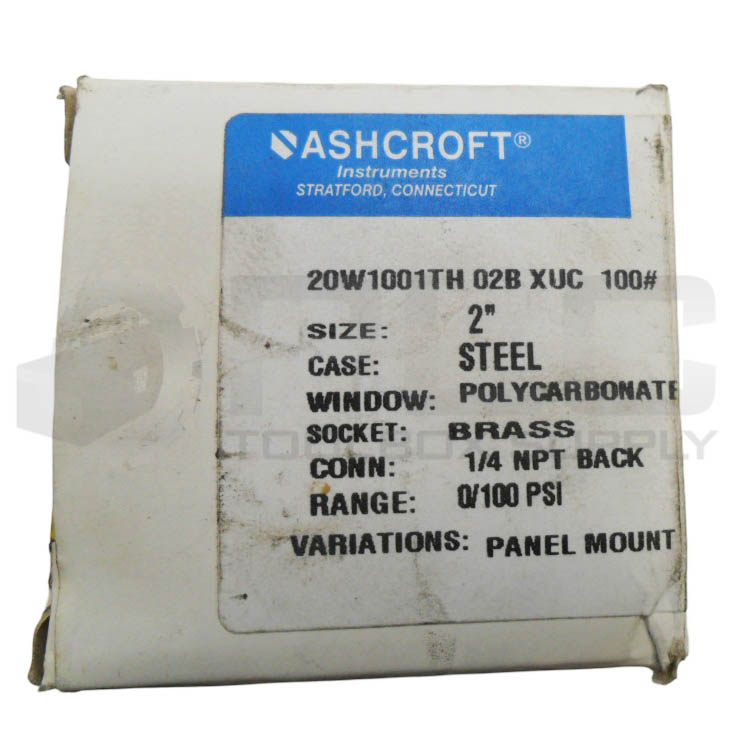 ASHCROFT®
Instruments
STRATFORD, CONNECTICUT
20W1001TH 02B XUC 100#
SIZE: 2"
CASE: STEEL
WINDOW: POLYCARBONATE
SOCKET: BRASS
CONN: 1/4 NPT BACK
RANGE: 0/100 PSI
VARIATIONS: PANEL MOUNT